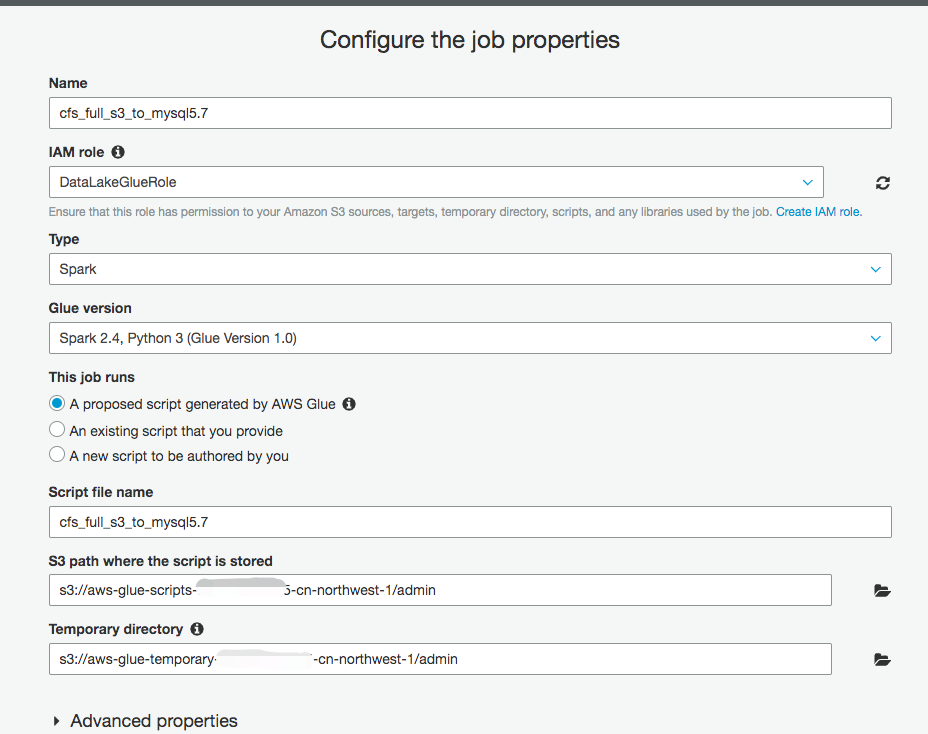 Configure the job properties
Name
cfs_full_s3_to_mysql5.7
IAM role
DataLakeGlueRole
Ensure that this role has permission to your Amazon S3 sources, targets, temporary directory, scripts, and any libraries used by the job. Create IAM role.
Type
Spark
Glue version
Spark 2.4, Python 3 (Glue Version 1.0)
This job runs
A proposed script generated by AWS Glue
An existing script that you provide
A new script to be authored by you
Script file name
cfs_full_s3_to_mysql5.7
S3 path where the script is stored
s3://aws-glue-scripts- -cn-northwest-1/admin
Temporary directory
s3://aws-glue-temporary- -cn-northwest-1/admin
Advanced properties